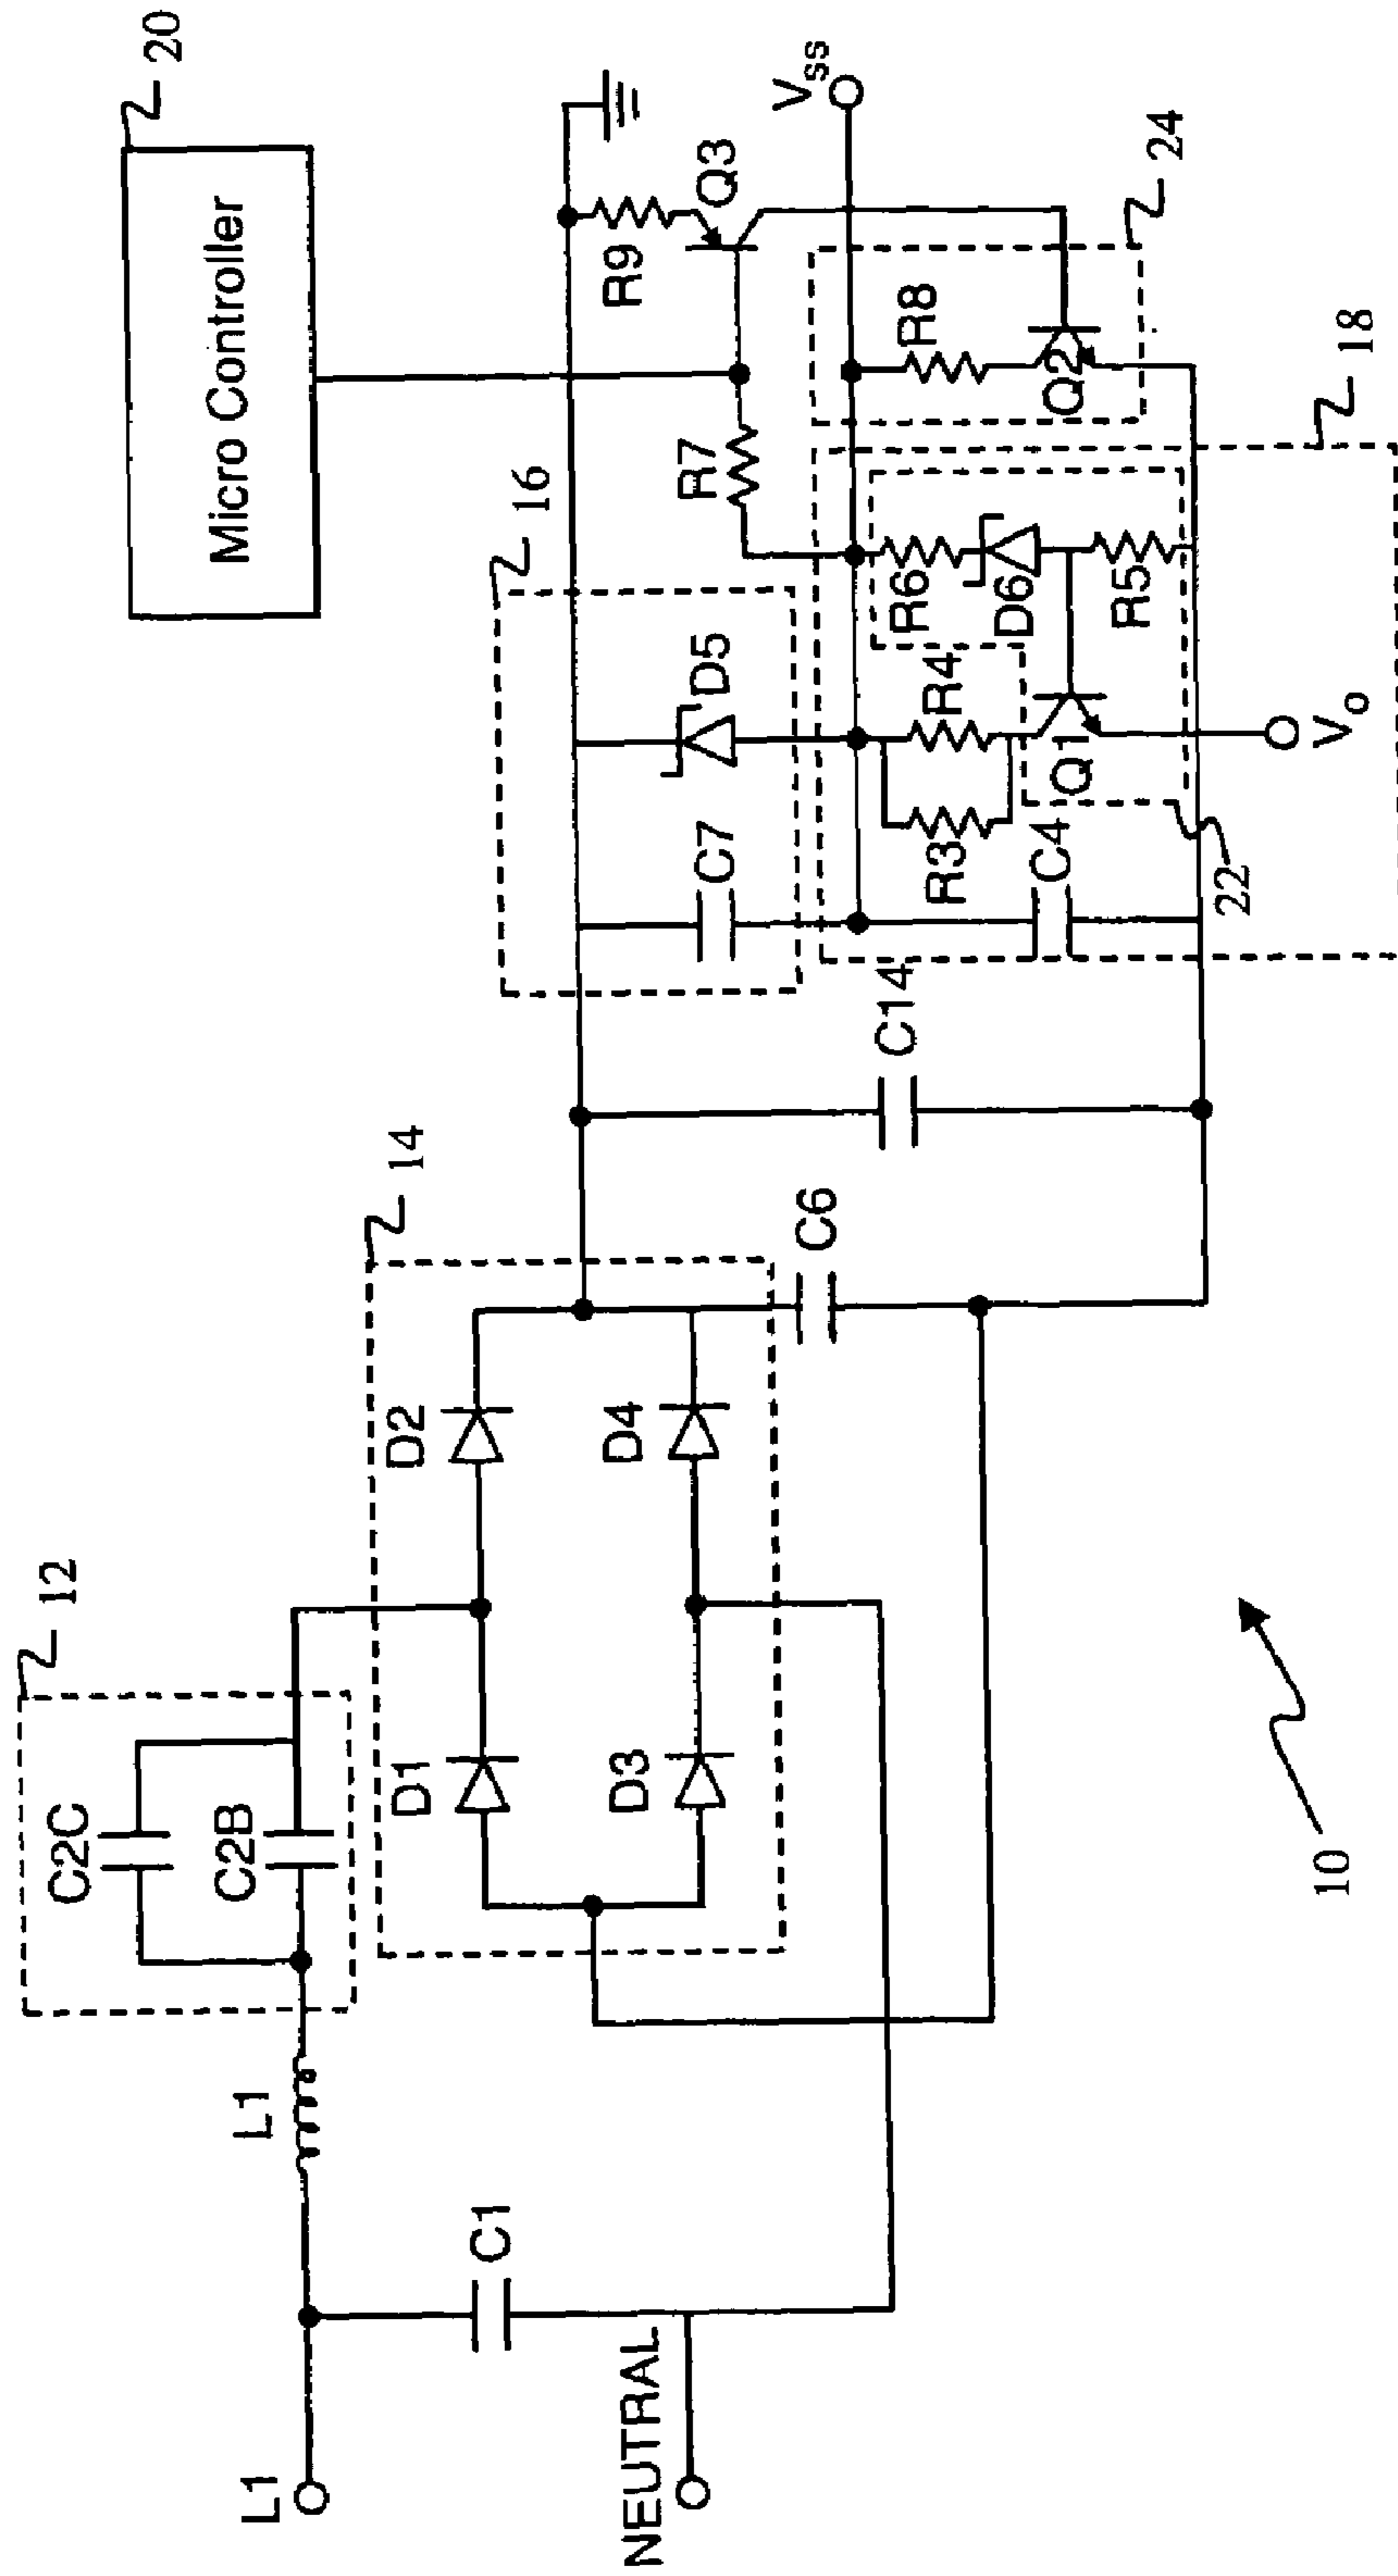 Micro Controller
20
12
C2C
C2B
L1
L1
C1
NEUTRAL
14
D1
D2
D3
D4
C6
C14
16
C7
D5
R7
R9
Q3
Vss
R3
R4
R6
D6
R8
Q2
24
C4
Q1
R5
18
22
Vo
10